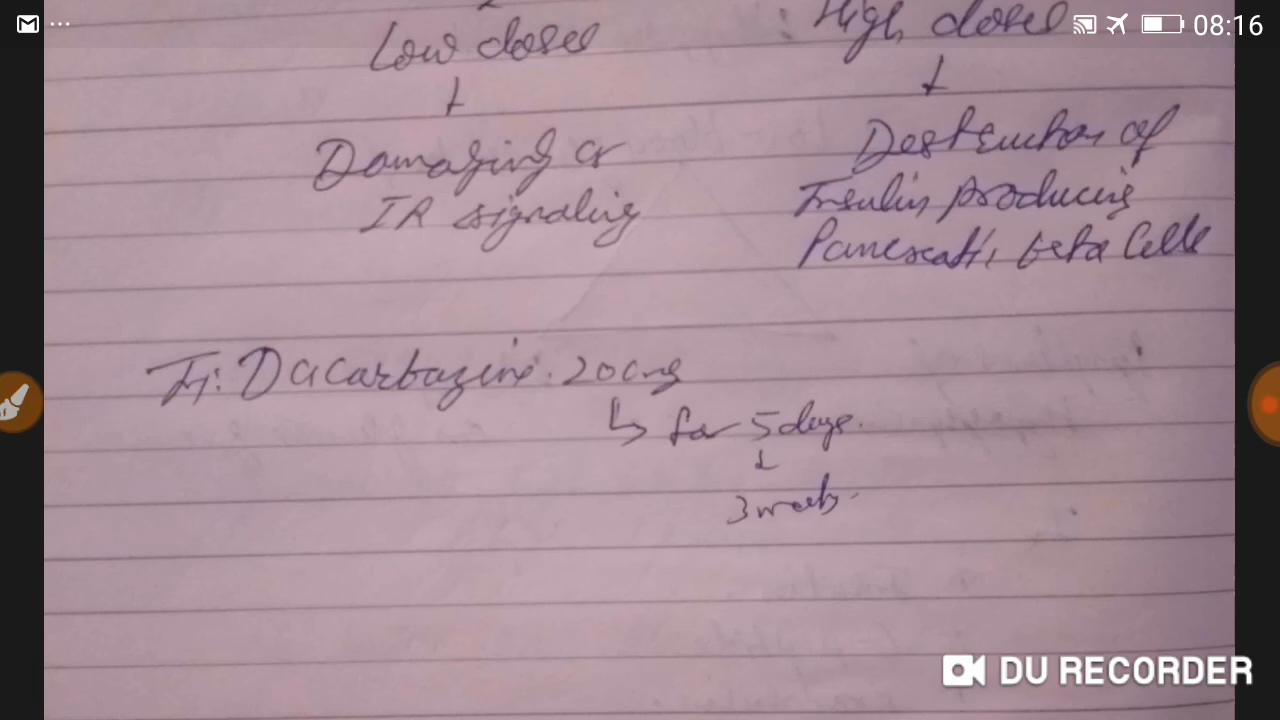 08:16
Low doses
: High doses
↓
↓
Damaging or
IR signaling
Destruction of
Insulin producing
Pancreatic beta Cells
Dacarbazine. 200mg
↳ for 5 days.
↓
3 weeks.
DU RECORDER